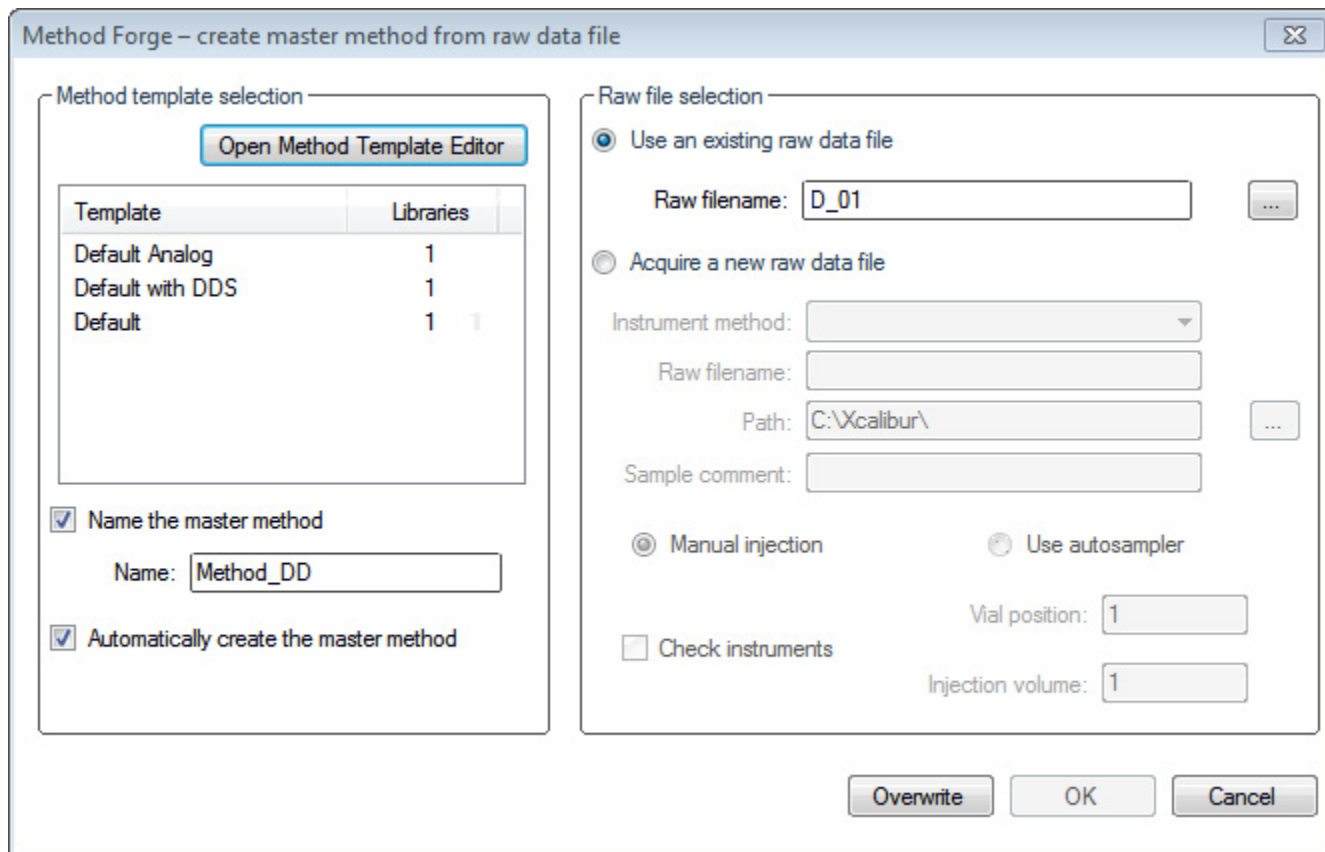 Method Forge – create master method from raw data file
Method template selection
Open Method Template Editor
Template Libraries
Default Analog 1
Default with DDS 1
Default 1
Name the master method
Name: Method_DD
Automatically create the master method
Raw file selection
Use an existing raw data file
Raw filename: D_01 ...
Acquire a new raw data file
Instrument method:
Raw filename:
Path: C:\Xcalibur\ ...
Sample comment:
Manual injection Use autosampler
Vial position: 1
Check instruments
Injection volume: 1
Overwrite OK Cancel